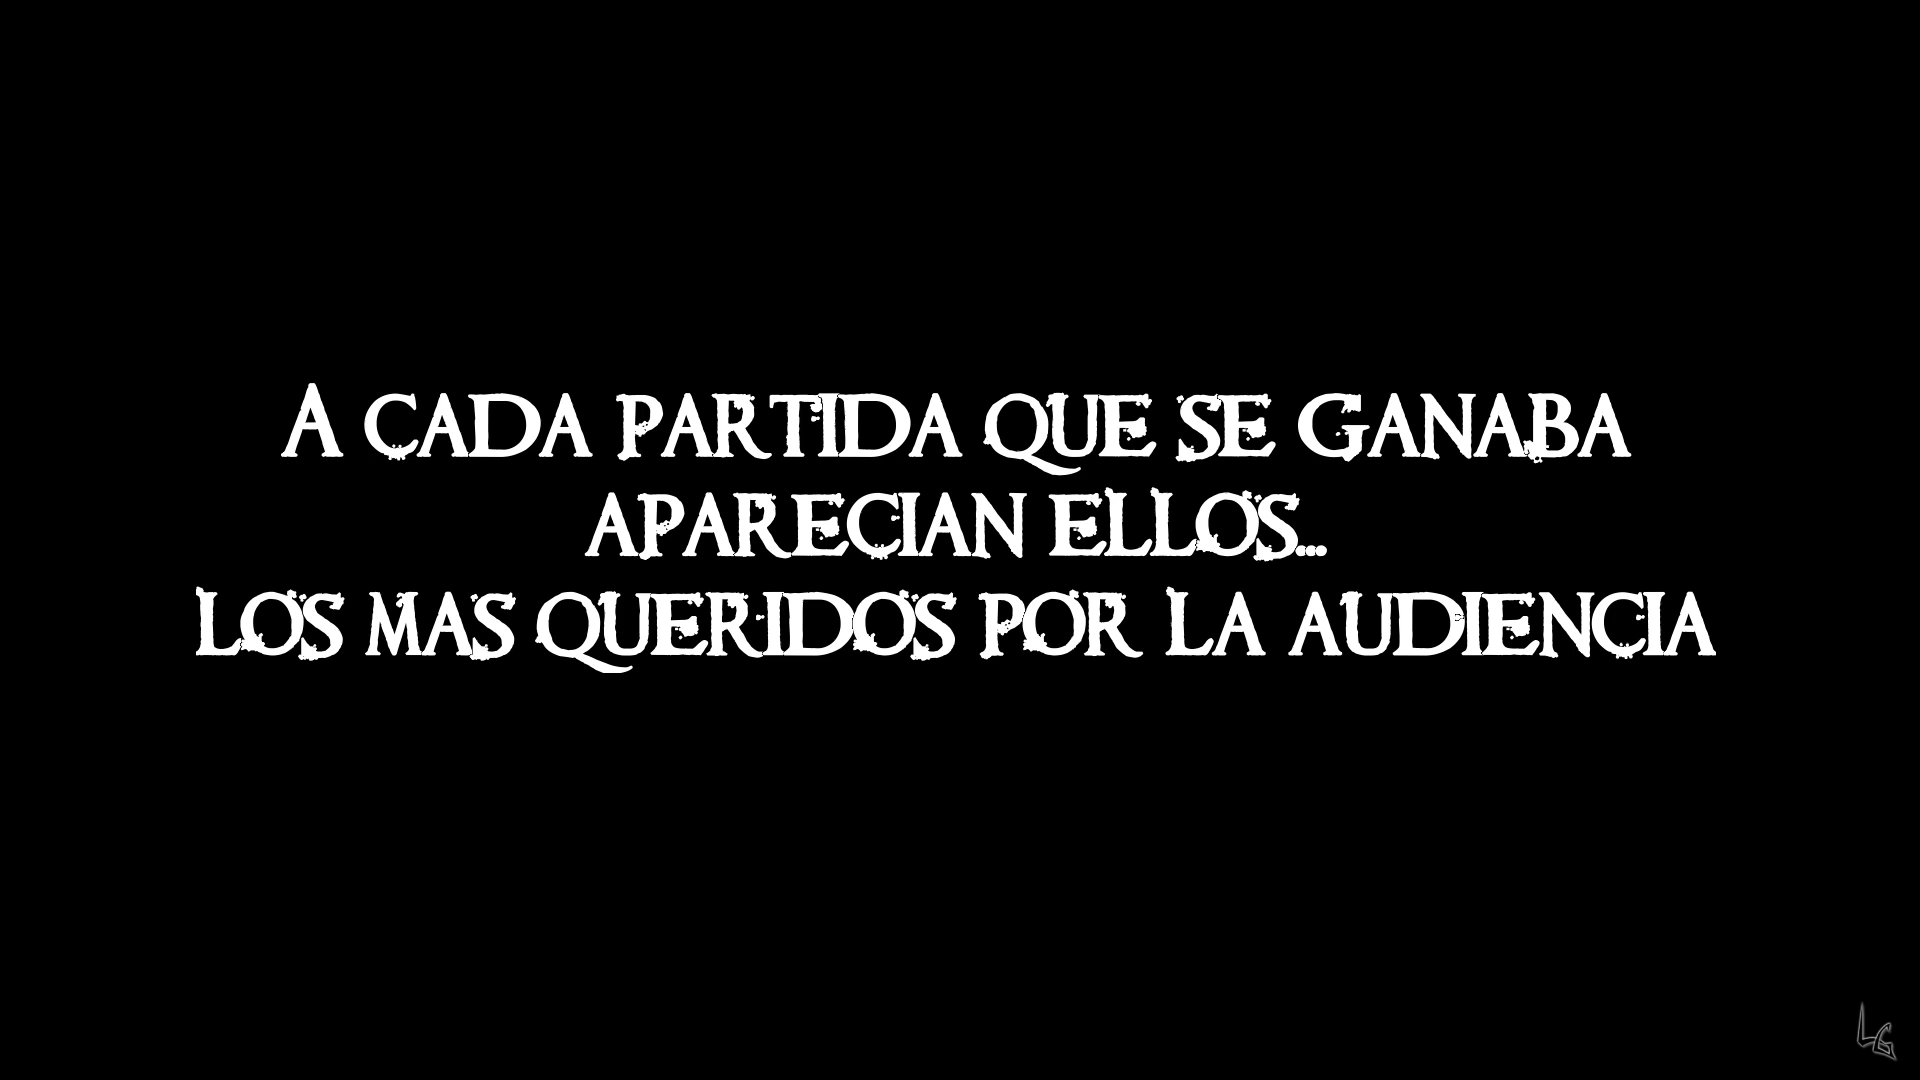 A CADA PARTIDA QUE SE GANABA
APARECIAN ELLOS...
LOS MAS QUERIDOS POR LA AUDIENCIA
LG